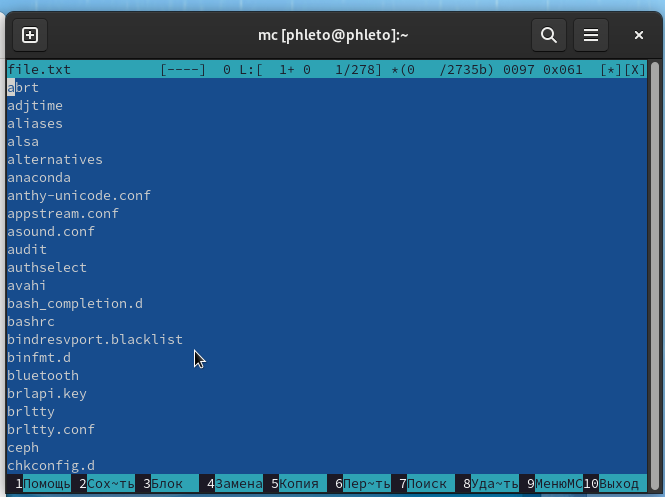 mc [phleto@phleto]:~
file.txt [----] 0 L:[ 1+ 0 1/278] *(0 /2735b) 0097 0x061 [*][X]
abrt
adjtime
aliases
alsa
alternatives
anaconda
anthy-unicode.conf
appstream.conf
asound.conf
audit
authselect
avahi
bash_completion.d
bashrc
bindresvport.blacklist
binfmt.d
bluetooth
brlapi.key
brltty
brltty.conf
ceph
chkconfig.d
1Помощь 2Сох~ть 3Блок 4Замена 5Копия 6Пер~ть 7Поиск 8Уда~ть 9МенюMC 10Выход